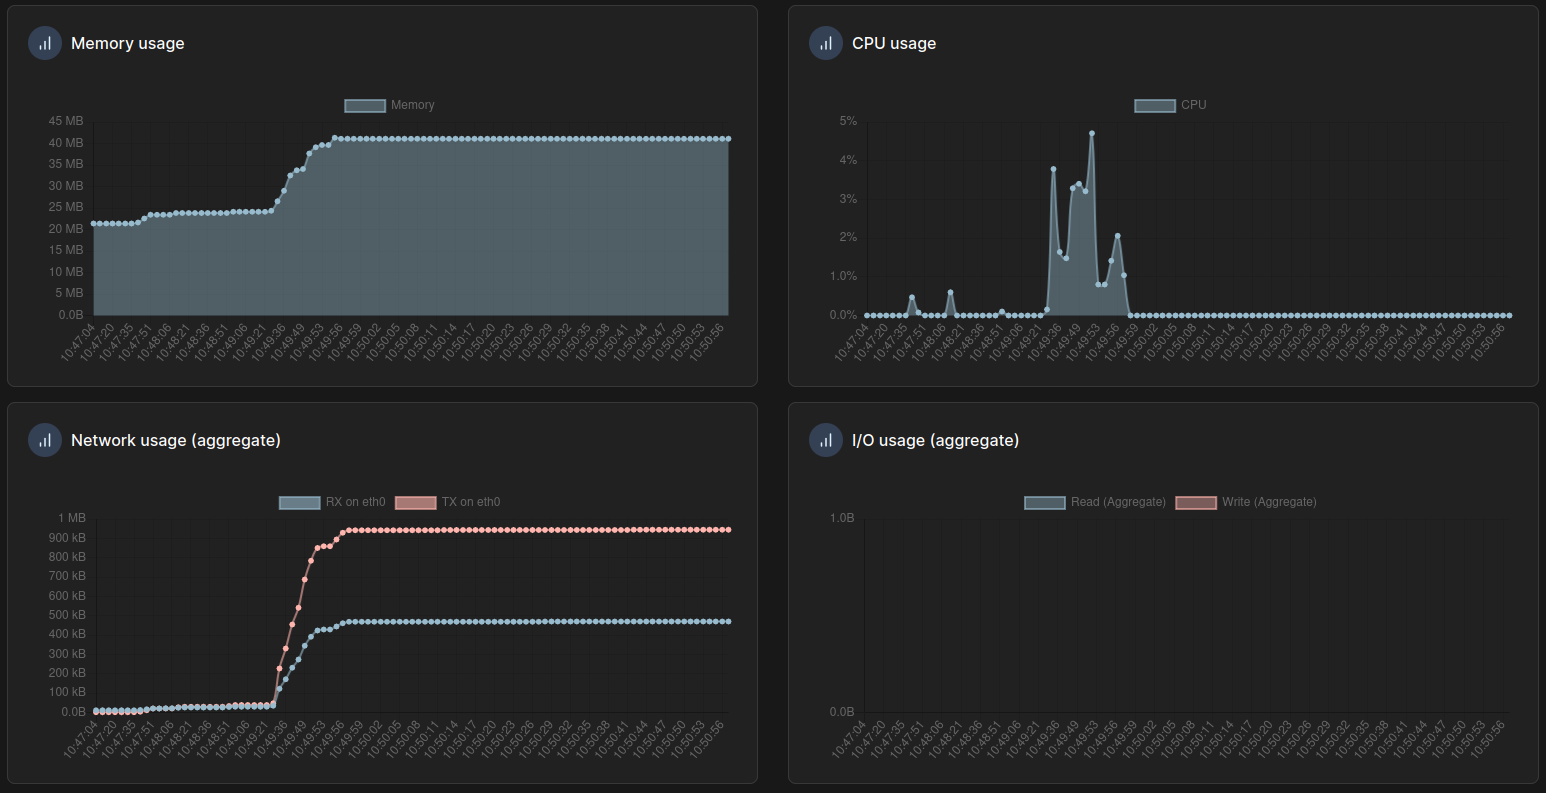 Memory usage
Memory
45 MB
40 MB
35 MB
30 MB
25 MB
20 MB
15 MB
10 MB
5 MB
0.0B
10:47:04 10:47:20 10:47:35 10:47:51 10:48:06 10:48:21 10:48:36 10:48:51 10:49:06 10:49:21 10:49:36 10:49:49 10:49:53 10:49:56 10:49:59 10:50:02 10:50:05 10:50:08 10:50:11 10:50:14 10:50:17 10:50:20 10:50:23 10:50:26 10:50:29 10:50:32 10:50:35 10:50:38 10:50:41 10:50:44 10:50:47 10:50:50 10:50:53 10:50:56
CPU usage
CPU
5%
4%
3%
2%
1.0%
0.0%
10:47:04 10:47:20 10:47:35 10:47:51 10:48:06 10:48:21 10:48:36 10:48:51 10:49:06 10:49:21 10:49:36 10:49:49 10:49:53 10:49:56 10:49:59 10:50:02 10:50:05 10:50:08 10:50:11 10:50:14 10:50:17 10:50:20 10:50:23 10:50:26 10:50:29 10:50:32 10:50:35 10:50:38 10:50:41 10:50:44 10:50:47 10:50:50 10:50:53 10:50:56
Network usage (aggregate)
RX on eth0 TX on eth0
1 MB
900 kB
800 kB
700 kB
600 kB
500 kB
400 kB
300 kB
200 kB
100 kB
0.0B
10:47:04 10:47:20 10:47:35 10:47:51 10:48:06 10:48:21 10:48:36 10:48:51 10:49:06 10:49:21 10:49:36 10:49:49 10:49:53 10:49:56 10:49:59 10:50:02 10:50:05 10:50:08 10:50:11 10:50:14 10:50:17 10:50:20 10:50:23 10:50:26 10:50:29 10:50:32 10:50:35 10:50:38 10:50:41 10:50:44 10:50:47 10:50:50 10:50:53 10:50:56
I/O usage (aggregate)
Read (Aggregate) Write (Aggregate)
1.0B
0.0B
10:47:04 10:47:20 10:47:35 10:47:51 10:48:06 10:48:21 10:48:36 10:48:51 10:49:06 10:49:21 10:49:36 10:49:49 10:49:53 10:49:56 10:49:59 10:50:02 10:50:05 10:50:08 10:50:11 10:50:14 10:50:17 10:50:20 10:50:23 10:50:26 10:50:29 10:50:32 10:50:35 10:50:38 10:50:41 10:50:44 10:50:47 10:50:50 10:50:53 10:50:56